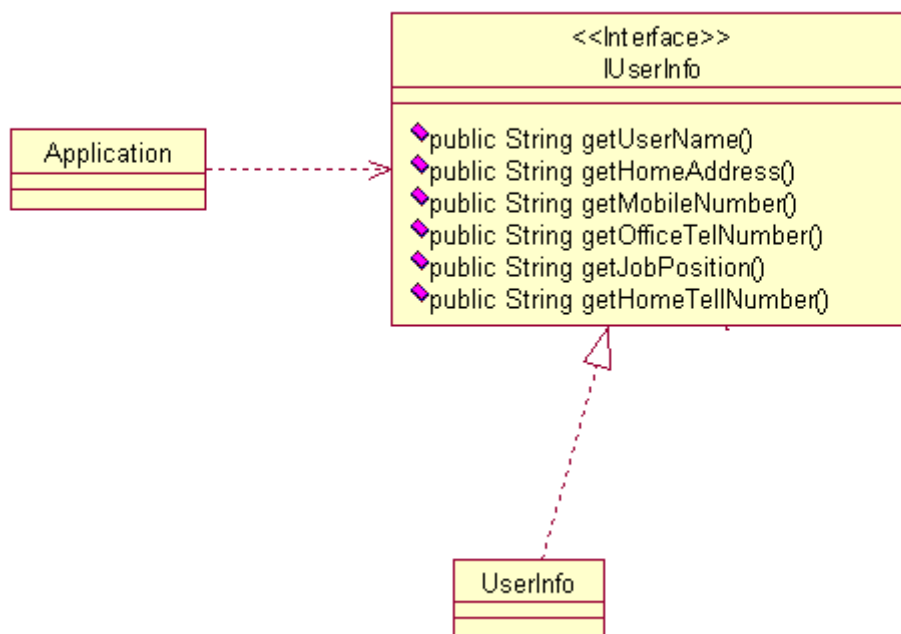 <<Interface>>
IUserInfo
public String getUserName()
public String getHomeAddress()
public String getMobileNumber()
public String getOfficeTelNumber()
public String getJobPosition()
public String getHomeTellNumber()
Application
UserInfo